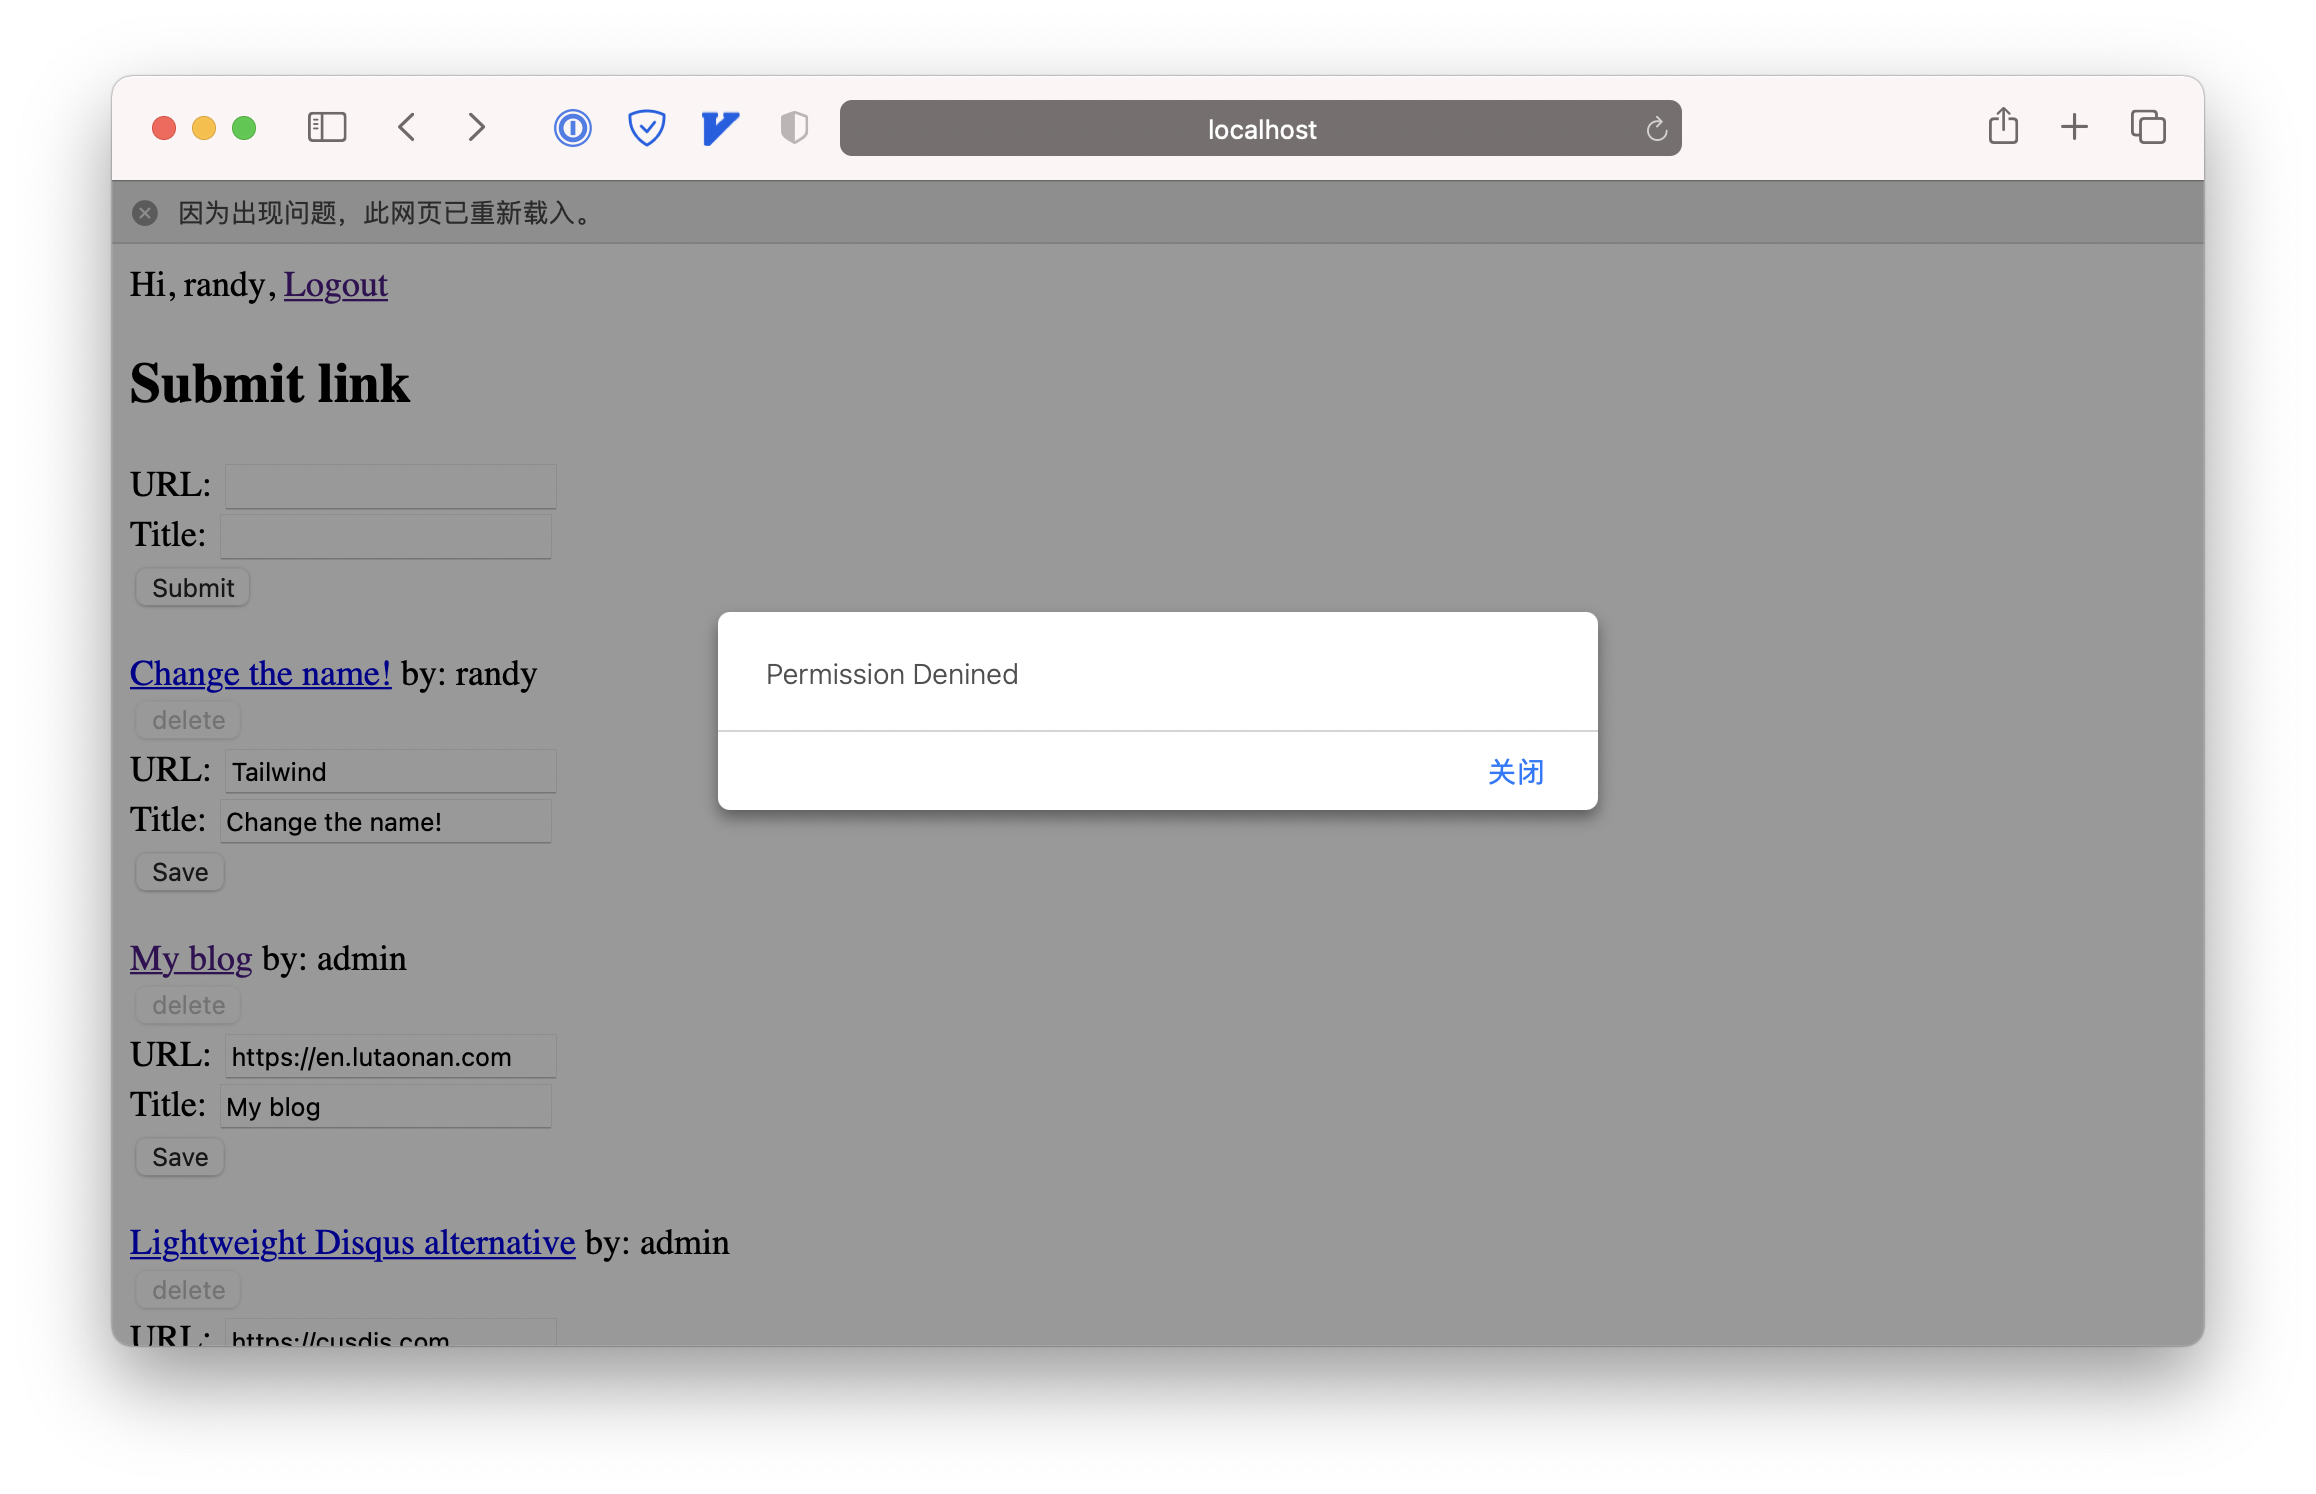 localhost
因为出现问题，此网页已重新载入。
Hi, randy, Logout
Submit link
URL:
Title:
Submit
Change the name! by: randy
delete
URL: Tailwind
Title: Change the name!
Save
My blog by: admin
delete
URL: https://en.lutaonan.com
Title: My blog
Save
Lightweight Disqus alternative by: admin
delete
URL: https://cusdis.com
Permission Denined
关闭